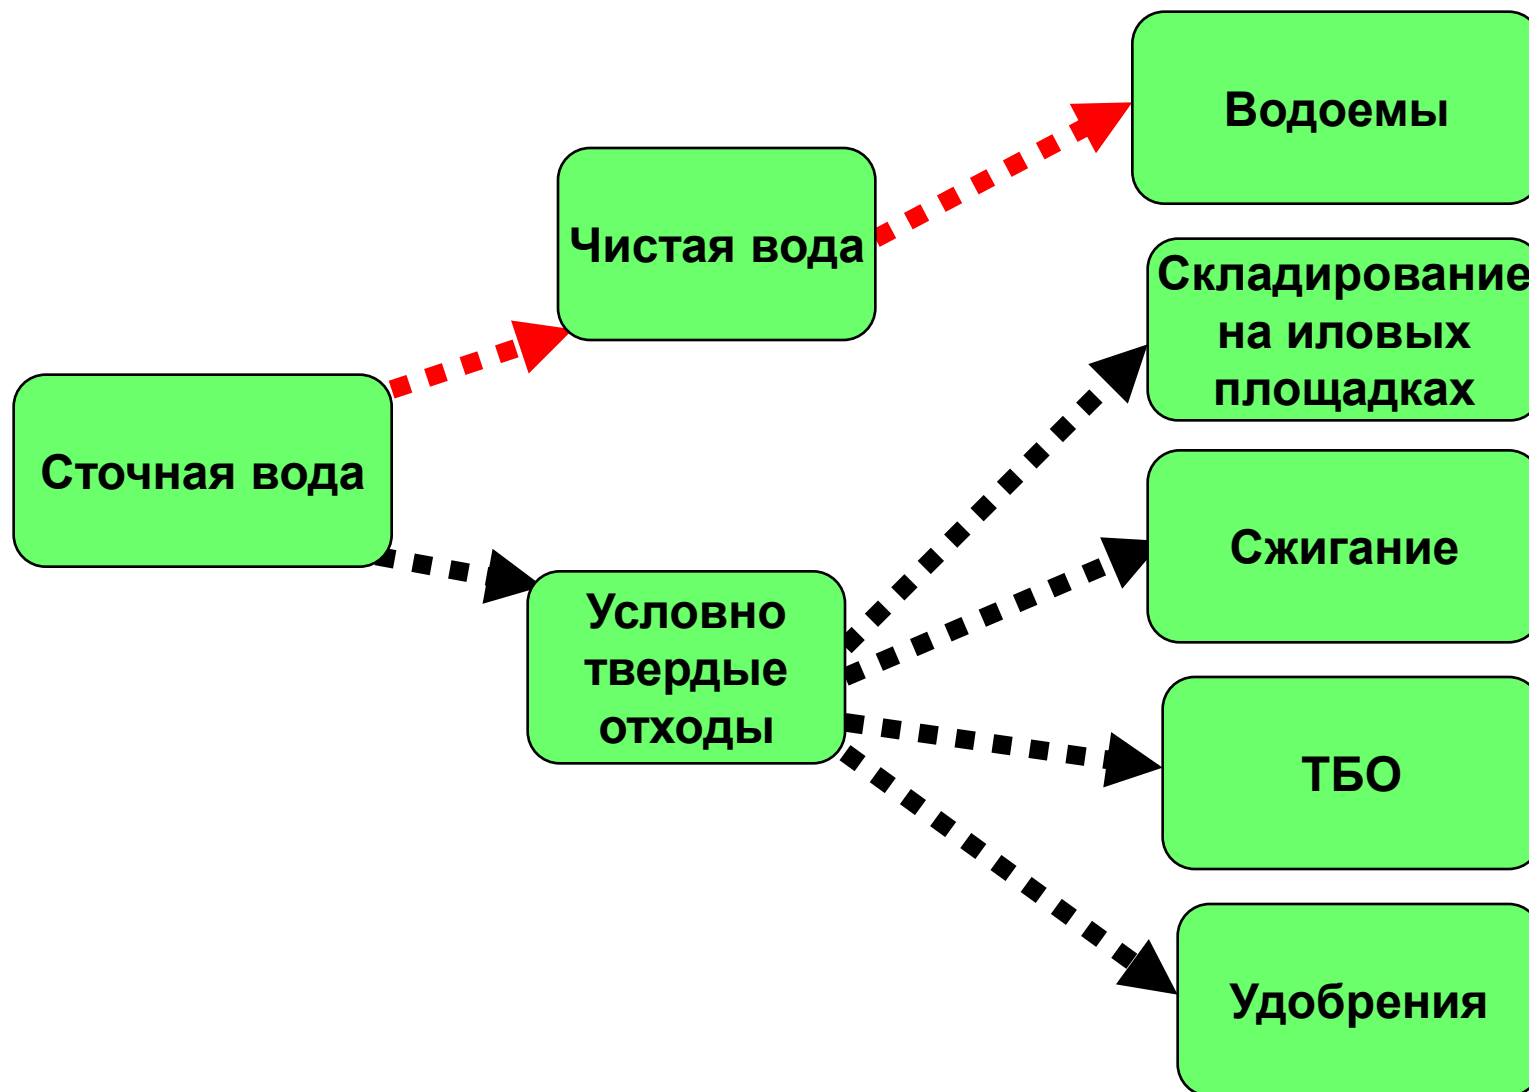 Водоемы
Чистая вода
Складирование
на иловых
площадках
Сточная вода
Сжигание
Условно
твердые
отходы
ТБО
Удобрения